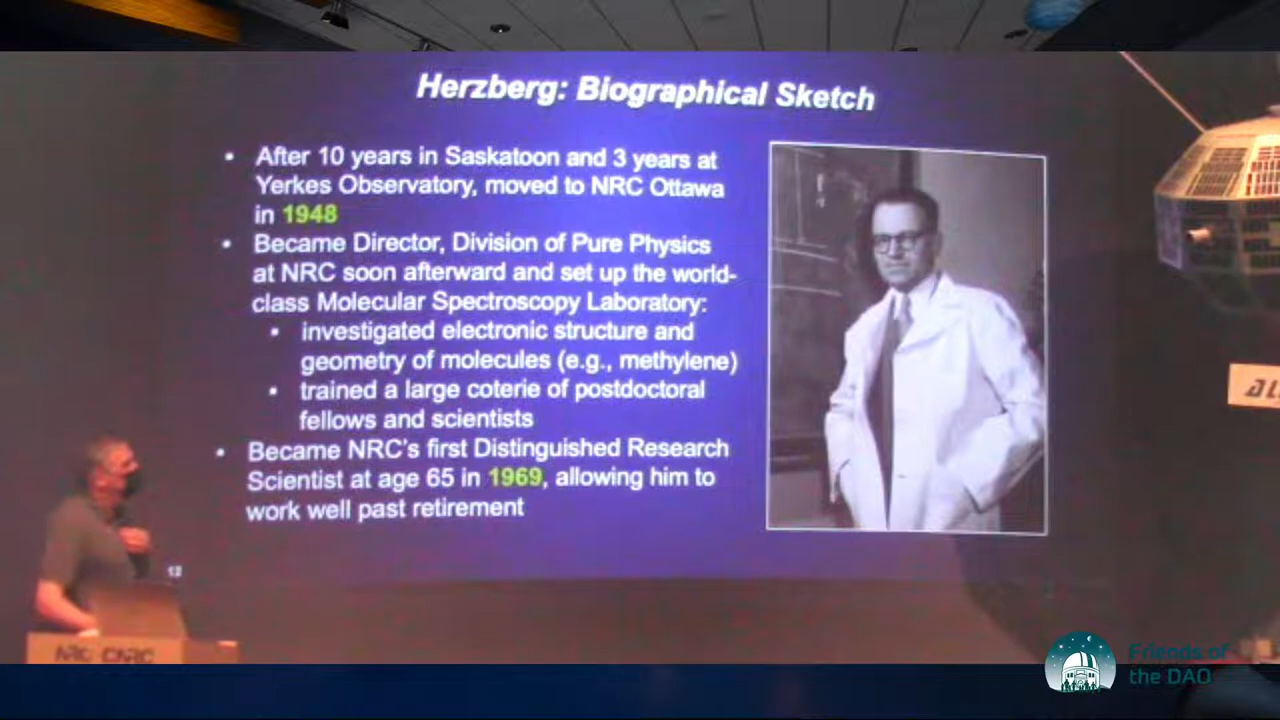 Herzberg: Biographical Sketch
• After 10 years in Saskatoon and 3 years at
Yerkes Observatory, moved to NRC Ottawa
in 1948
• Became Director, Division of Pure Physics
at NRC soon afterward and set up the world-
class Molecular Spectroscopy Laboratory:
• investigated electronic structure and
geometry of molecules (e.g., methylene)
• trained a large coterie of postdoctoral
fellows and scientists
• Became NRC's first Distinguished Research
Scientist at age 65 in 1969, allowing him to
work well past retirement
12
NRC CNRC
Friends of
the DAO